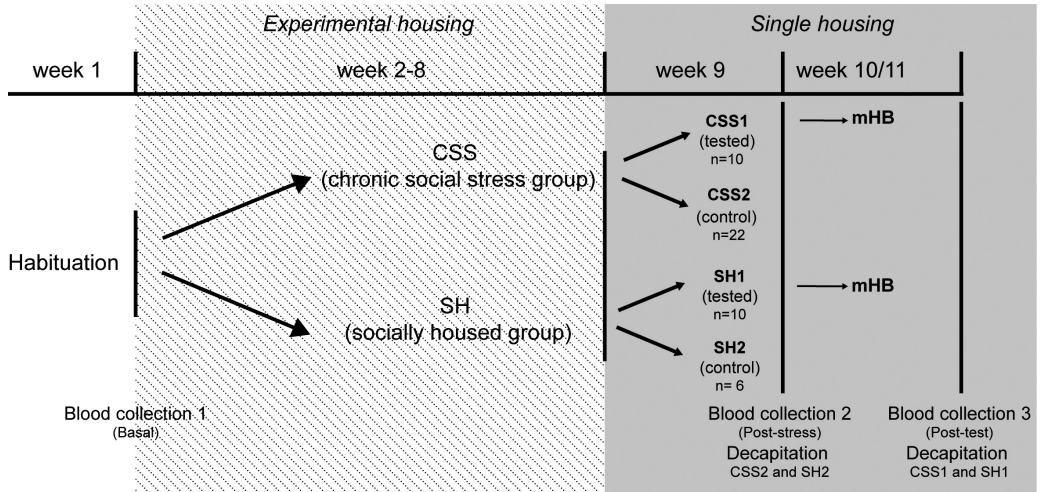 Experimental housing
Single housing
week 1
week 2-8
week 9
week 10/11
Habituation
CSS
(chronic social stress group)
SH
(socially housed group)
CSS1
(tested)
n=10
mHB
CSS2
(control)
n=22
SH1
(tested)
n=10
mHB
SH2
(control)
n= 6
Blood collection 1
(Basal)
Blood collection 2
(Post-stress)
Decapitation
CSS2 and SH2
Blood collection 3
(Post-test)
Decapitation
CSS1 and SH1